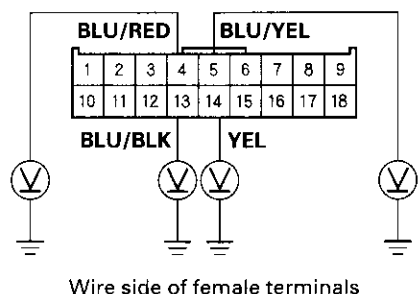 BLU/RED BLU/YEL
1 2 3 4 5 6 7 8 9
10 11 12 13 14 15 16 17 18
BLU/BLK YEL
V V V V
Wire side of female terminals